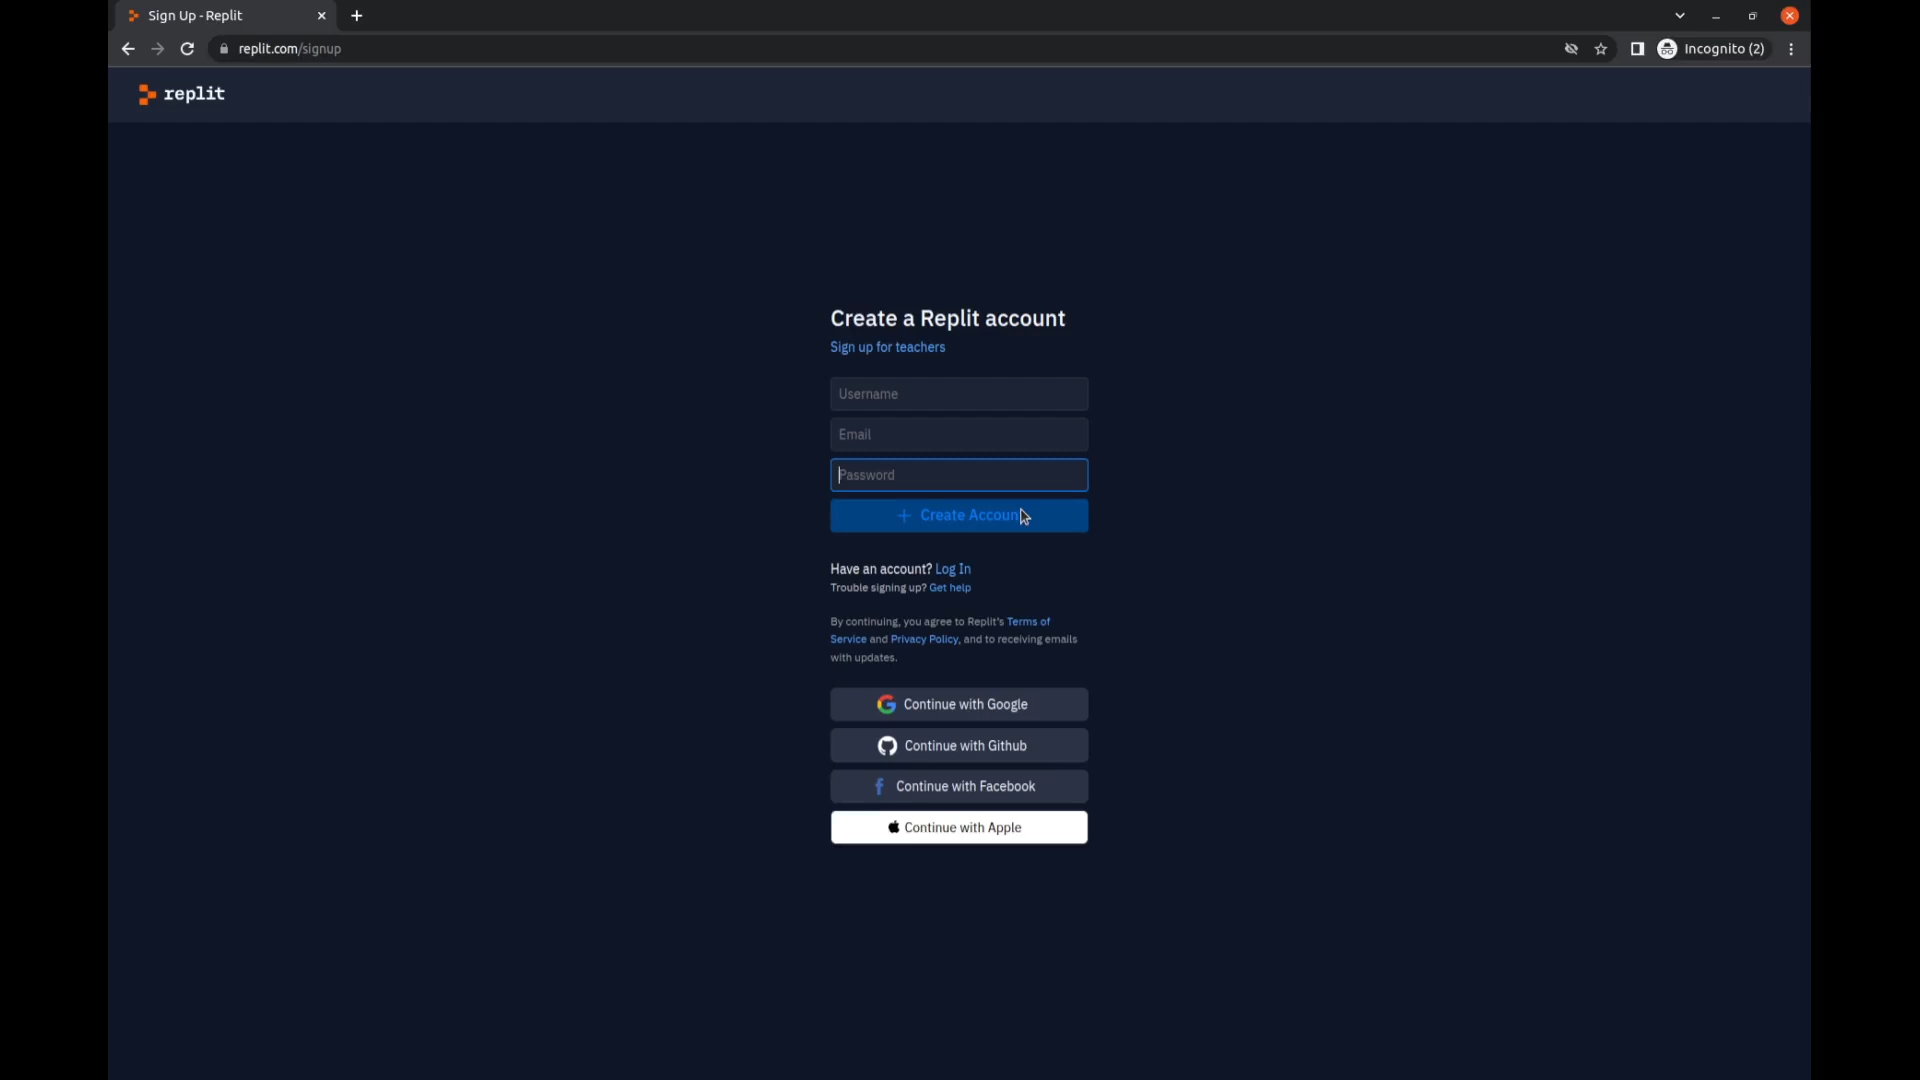 Sign Up - Replit
replit.com/signup
Incognito (2)
replit
Create a Replit account
Sign up for teachers
Username
Email
Password
Create Account
Have an account? Log In
Trouble signing up? Get help
By continuing, you agree to Replit's Terms of
Service and Privacy Policy, and to receiving emails
with updates.
Continue with Google
Continue with Github
Continue with Facebook
Continue with Apple